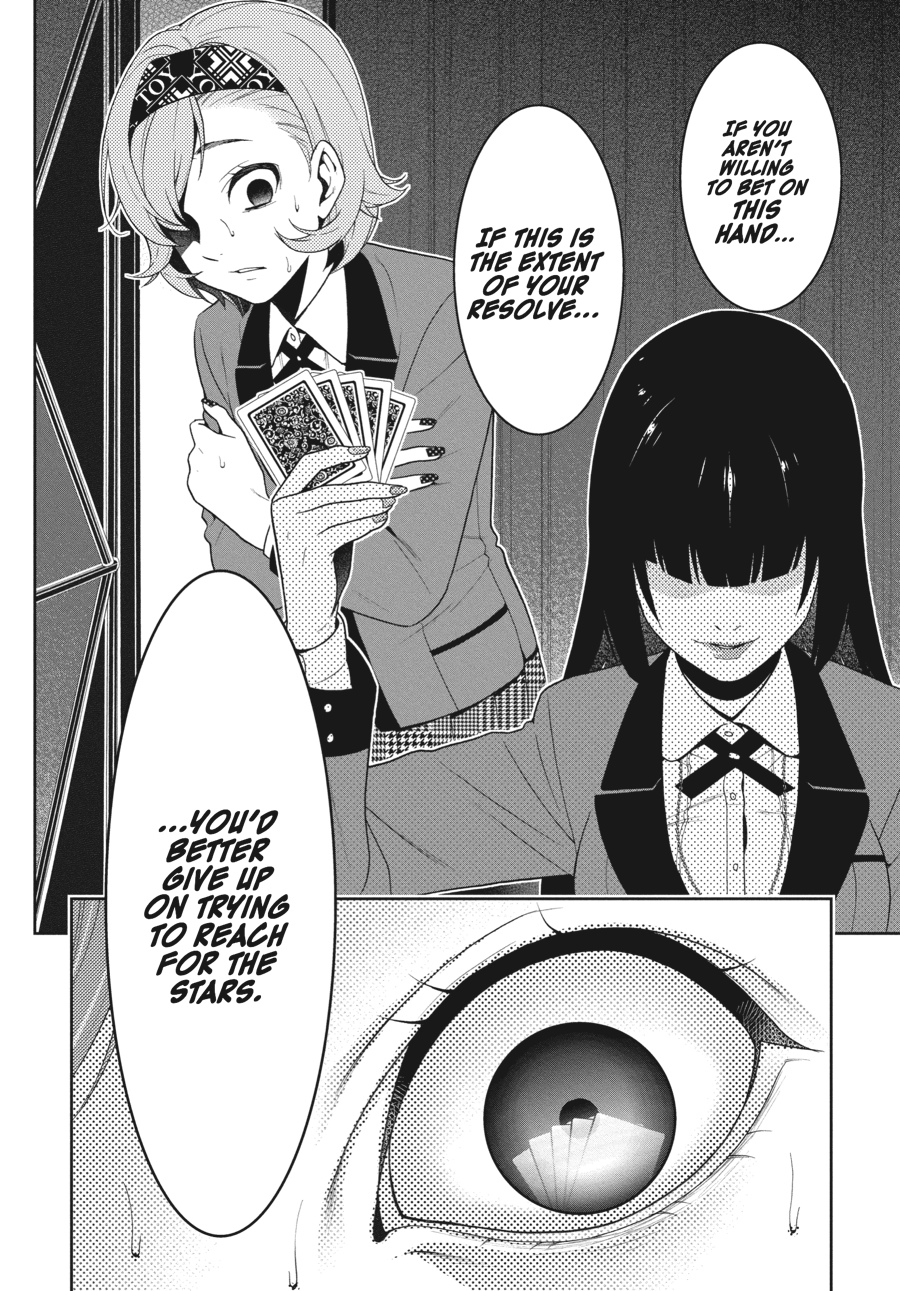 IF YOU
AREN'T
WILLING
TO BET ON
THIS
HAND...
IF THIS IS
THE EXTENT
OF YOUR
RESOLVE...
...YOU'D
BETTER
GIVE UP
ON TRYING
TO REACH
FOR THE
STARS.